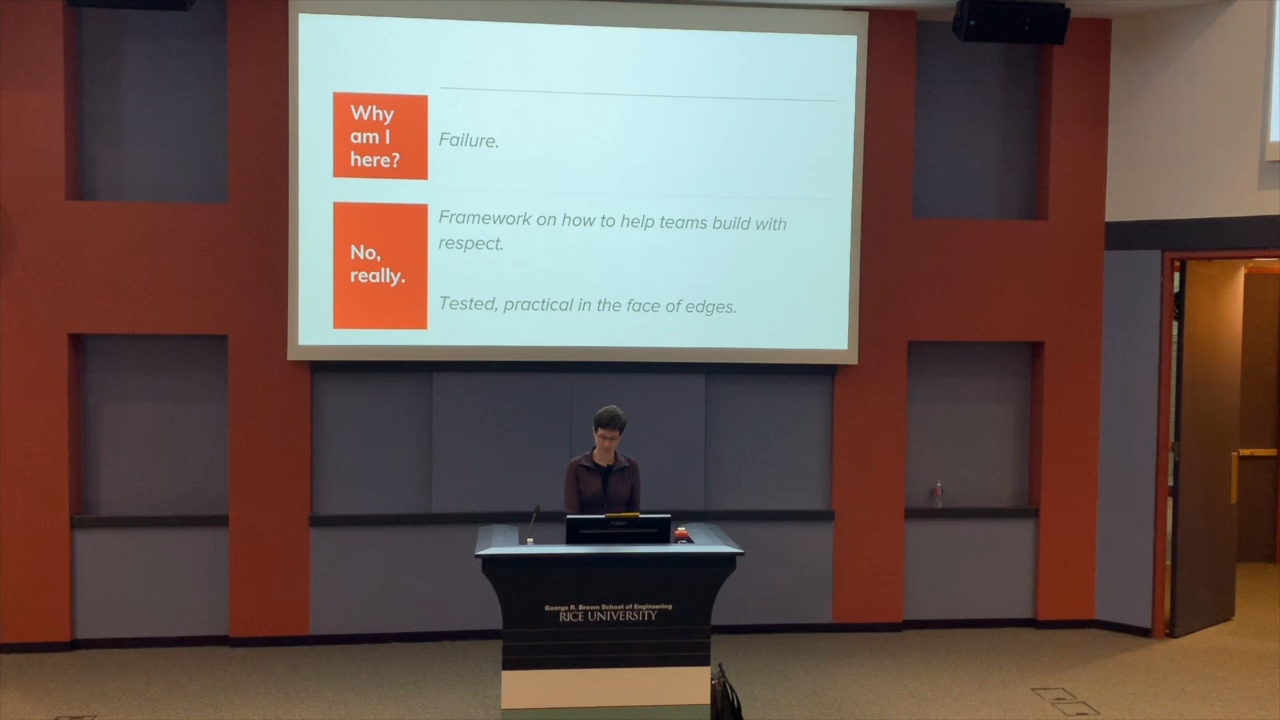 Why
am I
here?
Failure.
No,
really.
Framework on how to help teams build with
respect.
Tested, practical in the face of edges.
George R. Brown School of Engineering
RICE UNIVERSITY